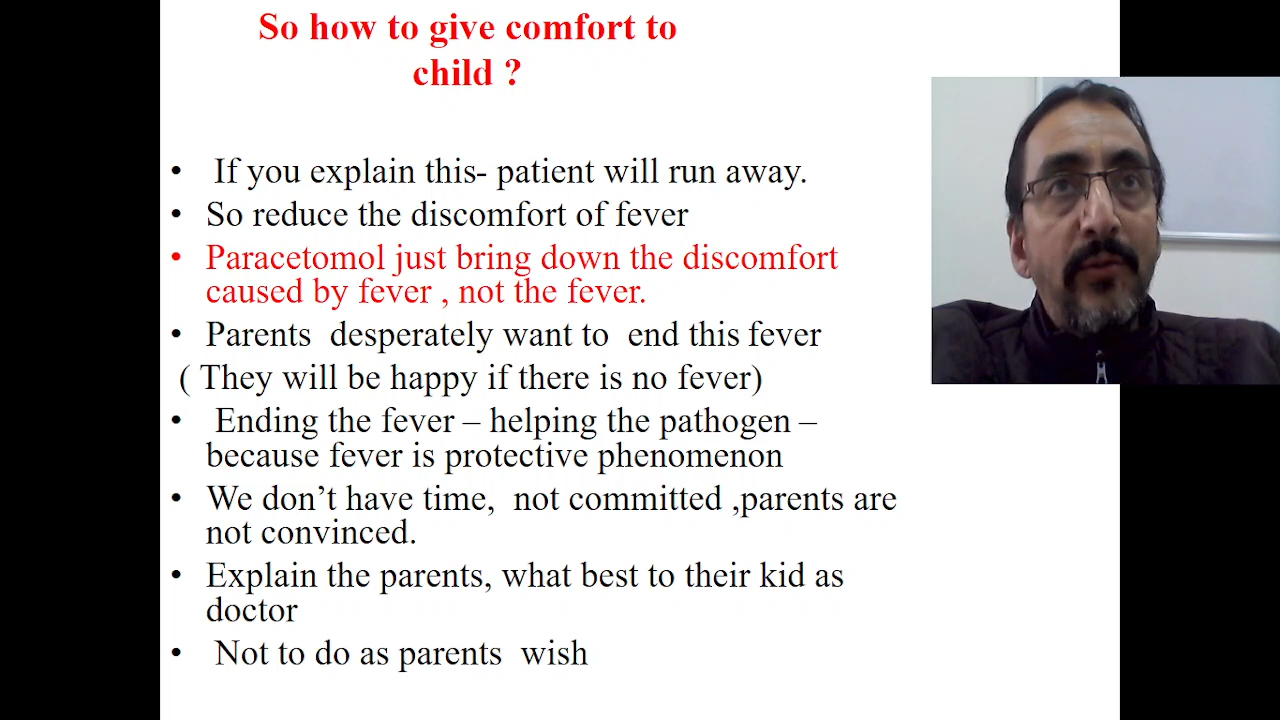 So how to give comfort to
child ?
• If you explain this- patient will run away.
• So reduce the discomfort of fever
• Paracetomol just bring down the discomfort
caused by fever , not the fever.
• Parents desperately want to end this fever
( They will be happy if there is no fever)
• Ending the fever – helping the pathogen –
because fever is protective phenomenon
• We don’t have time, not committed ,parents are
not convinced.
• Explain the parents, what best to their kid as
doctor
• Not to do as parents wish